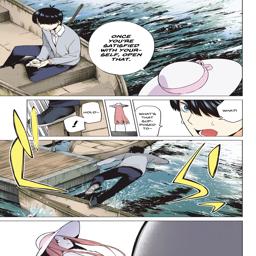 ONCE
YOU'RE
SATISFIED
WITH YOUR-
SELF, OPEN
THAT.
WHAT?
WHAT'S
THAT
SUP-
POSED
TO-
HOLD-
!